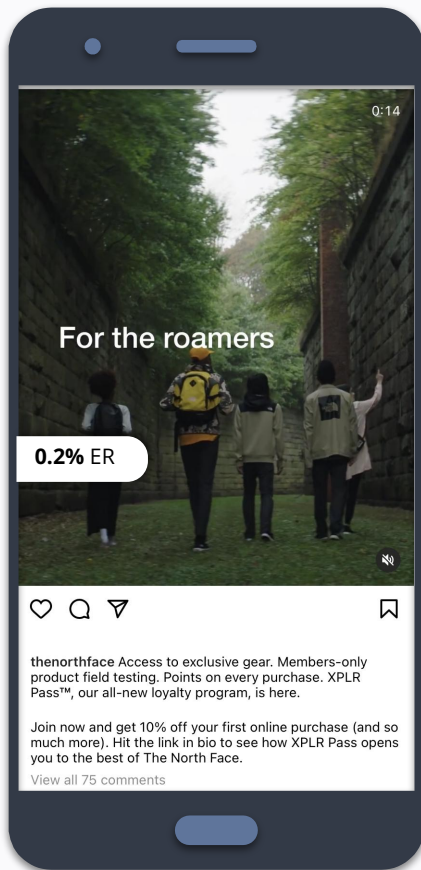 0:14
For the roamers
0.2% ER
thenorthface Access to exclusive gear. Members-only
product field testing. Points on every purchase. XPLR
Pass™, our all-new loyalty program, is here.
Join now and get 10% off your first online purchase (and so
much more). Hit the link in bio to see how XPLR Pass opens
you to the best of The North Face.
View all 75 comments